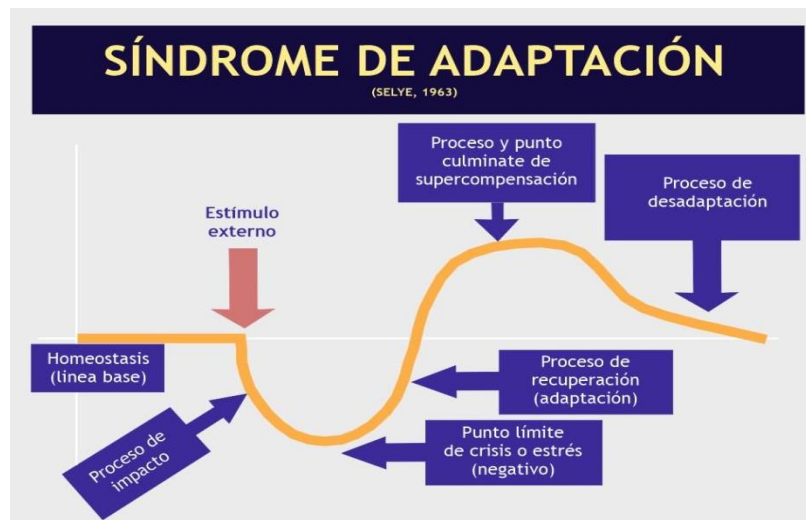 SÍNDROME DE ADAPTACIÓN
(SELYE, 1963)
Proceso y punto
culminate de
supercompensación
Proceso de
desadaptación
Estímulo
externo
Homeostasis
(linea base)
Proceso de
recuperación
(adaptación)
Proceso de
impacto
Punto límite
de crisis o estrés
(negativo)